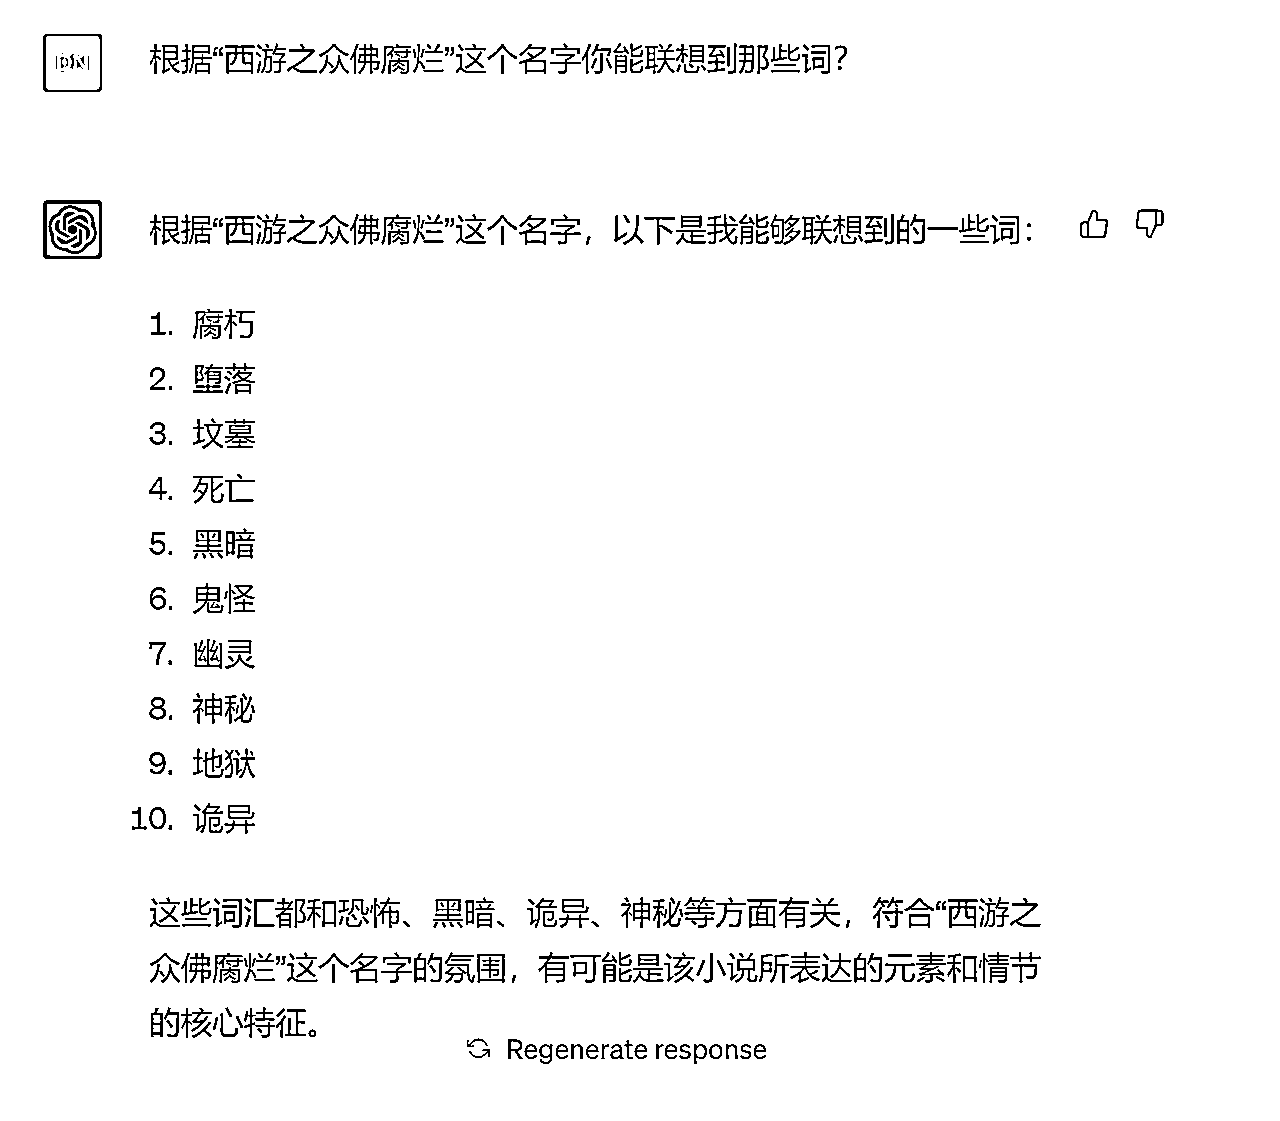 根据“西游之众佛腐烂”这个名字你能联想到那些词？
根据“西游之众佛腐烂”这个名字，以下是我能够联想到的一些词：
1. 腐朽
2. 堕落
3. 坟墓
4. 死亡
5. 黑暗
6. 鬼怪
7. 幽灵
8. 神秘
9. 地狱
10. 诡异
这些词汇都和恐怖、黑暗、诡异、神秘等方面有关，符合“西游之
众佛腐烂”这个名字的氛围，有可能是该小说所表达的元素和情节
的核心特征。
Regenerate response